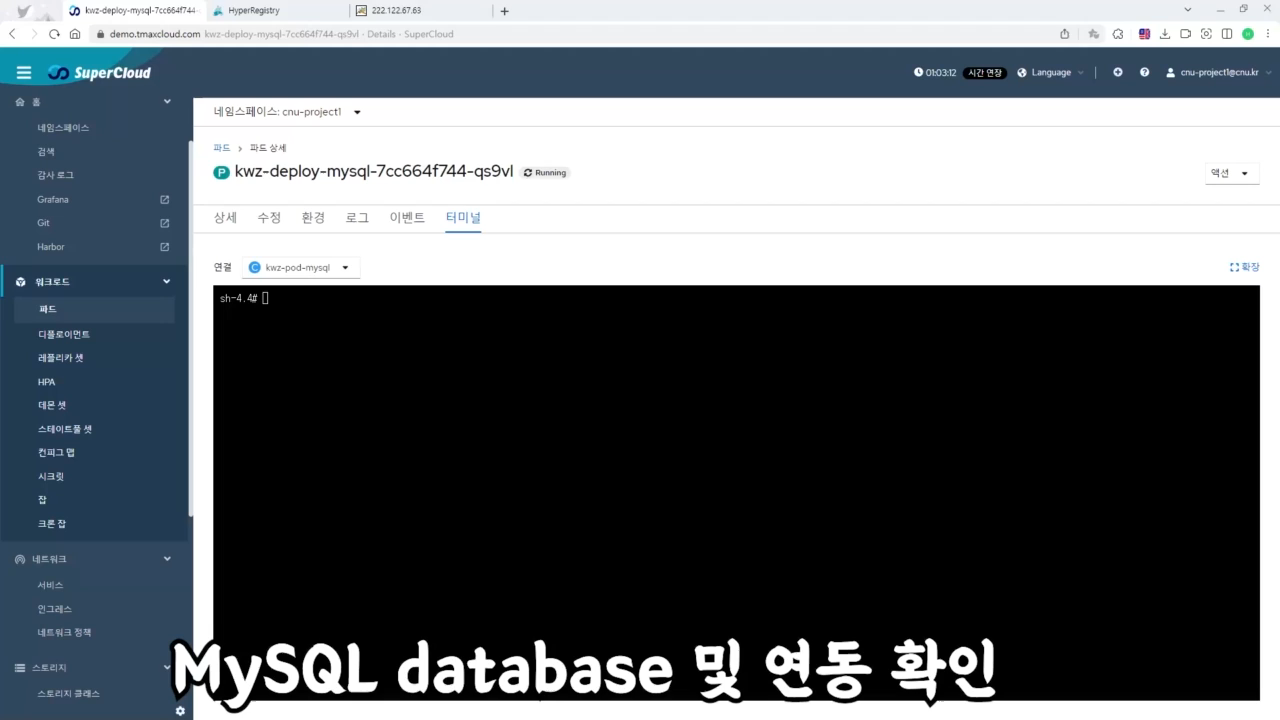 kwz-deploy-mysql-7cc664f744-
HyperRegistry
222.122.67.63
demo.tmaxcloud.com kwz-deploy-mysql-7cc664f744-qs9vl - Details - SuperCloud
SuperCloud
01:03:12 시간 연장 Language cnu-project1@cnu.kr
홈
네임스페이스
검색
감사 로그
Grafana
Git
Harbor
워크로드
파드
디플로이먼트
레플리카 셋
HPA
데몬 셋
스테이트풀 셋
컨피그 맵
시크릿
잡
크론 잡
네트워크
서비스
인그레스
네트워크 정책
스토리지
스토리지 클래스
네임스페이스: cnu-project1
파드 > 파드 상세
P kwz-deploy-mysql-7cc664f744-qs9vl Running
액션
상세 수정 환경 로그 이벤트 터미널
연결 C kwz-pod-mysql
확장
sh-4.4#
MySQL database 및 연동 확인